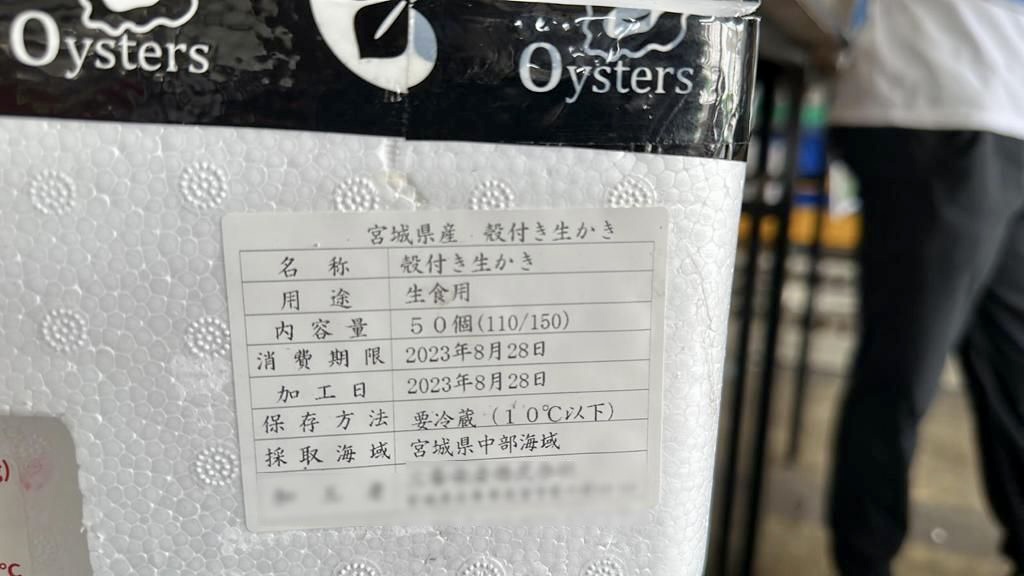 Oysters
Oysters
宮城県産 殻付き生かき
名称 殻付き生かき
用途 生食用
内容量 50個(110/150)
消費期限 2023年8月28日
加工日 2023年8月28日
保存方法 要冷蔵(10℃以下)
採取海域 宮城県中部海域
)
℃